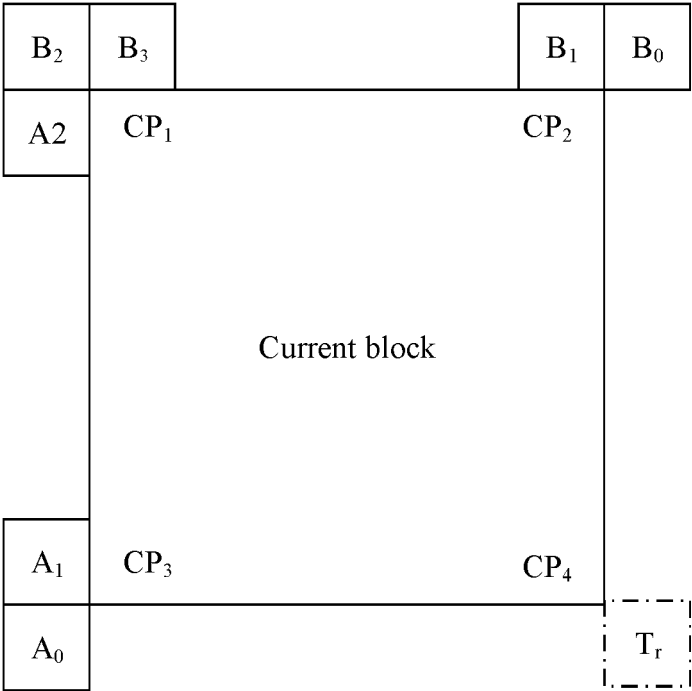 B₂ B₃ B₁ B₀
A2 CP₁ CP₂
Current block
A₁ CP₃ CP₄
A₀ Tᵣ